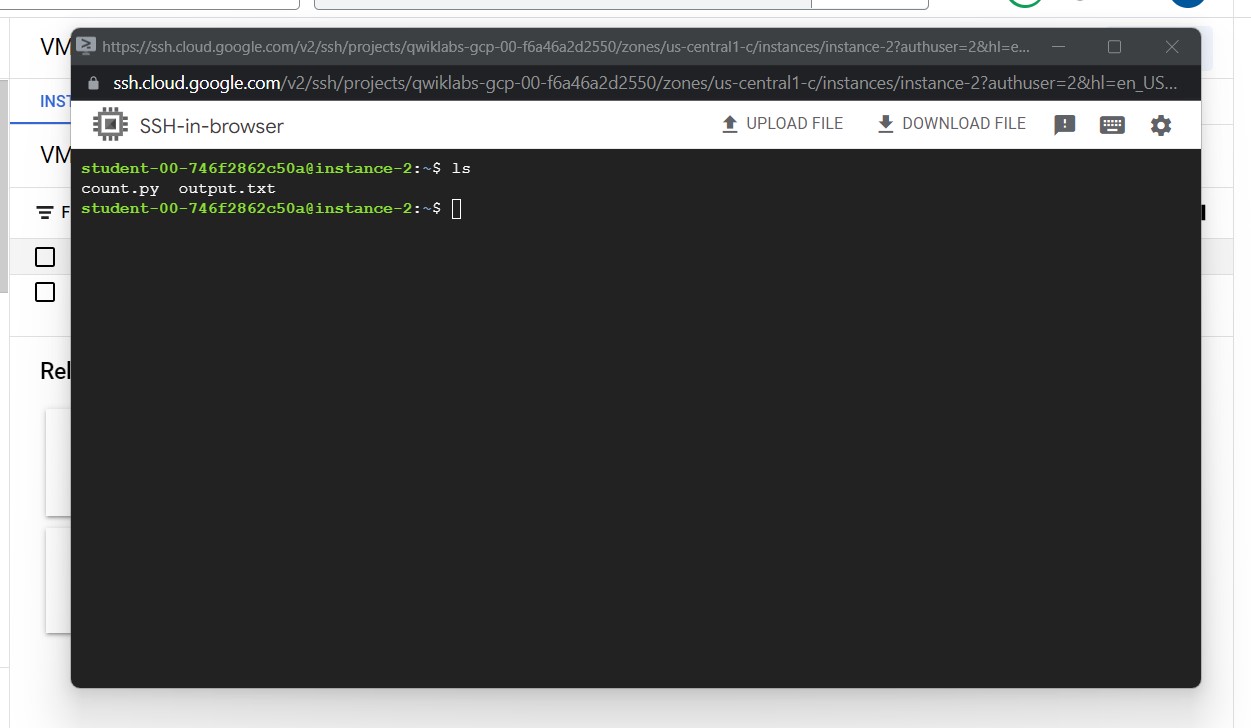 VM
https://ssh.cloud.google.com/v2/ssh/projects/qwiklabs-gcp-00-f6a46a2d2550/zones/us-central1-c/instances/instance-2?authuser=2&hl=e...
ssh.cloud.google.com/v2/ssh/projects/qwiklabs-gcp-00-f6a46a2d2550/zones/us-central1-c/instances/instance-2?authuser=2&hl=en_US...
INST
SSH-in-browser
UPLOAD FILE
DOWNLOAD FILE
VM
student-00-746f2862c50a@instance-2:~$ ls
count.py output.txt
student-00-746f2862c50a@instance-2:~$
F
Rel